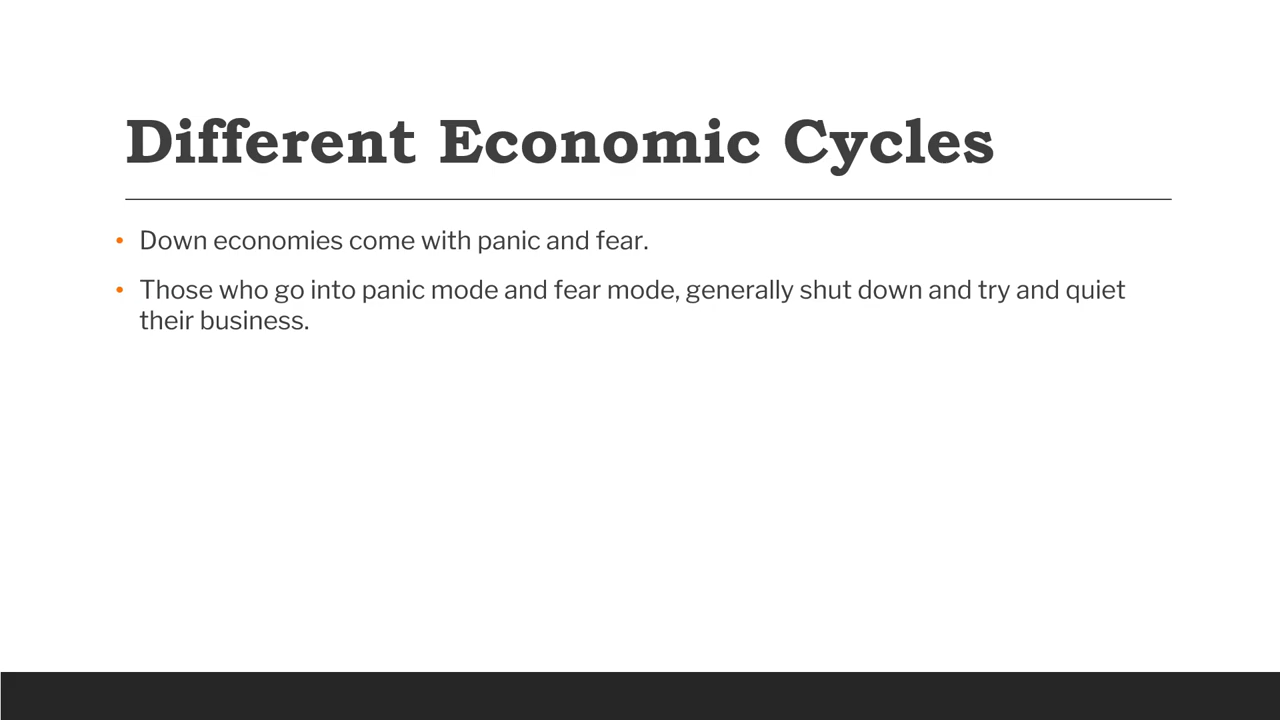 Different Economic Cycles
• Down economies come with panic and fear.
• Those who go into panic mode and fear mode, generally shut down and try and quiet
their business.